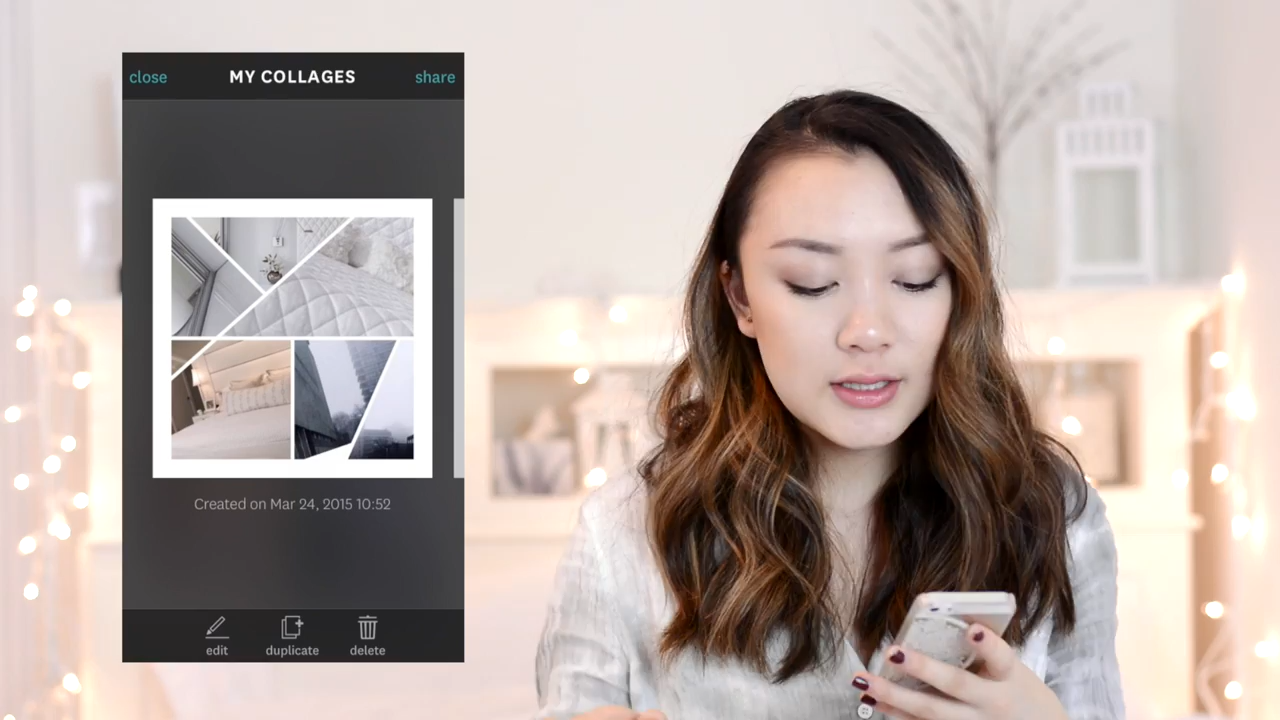 close MY COLLAGES share
Created on Mar 24, 2015 10:52
edit duplicate delete